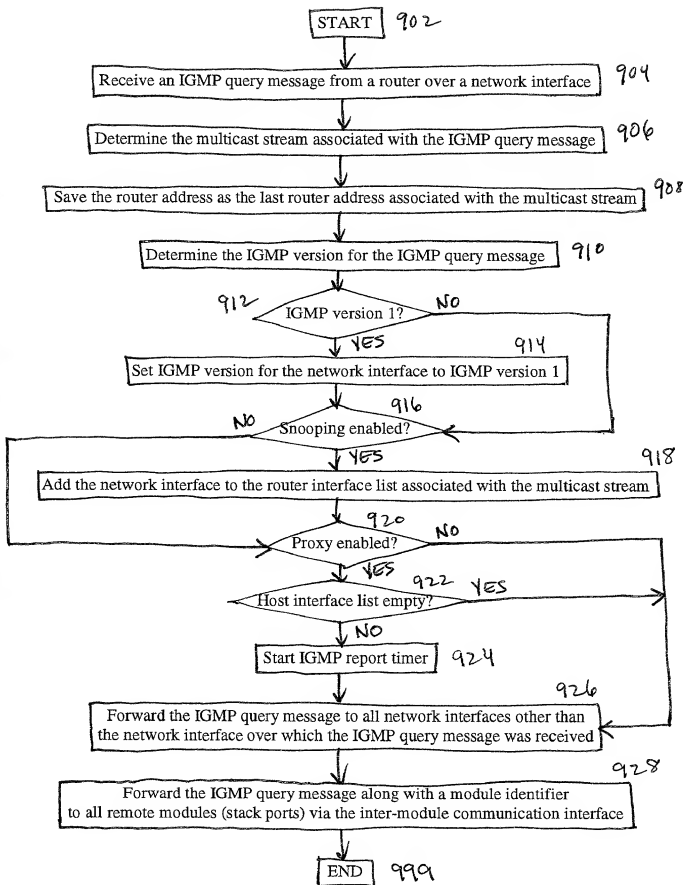 START 902
Receive an IGMP query message from a router over a network interface 904
Determine the multicast stream associated with the IGMP query message 906
Save the router address as the last router address associated with the multicast stream 908
Determine the IGMP version for the IGMP query message 910
912 IGMP version 1? NO
YES 914
Set IGMP version for the network interface to IGMP version 1
916
NO Snooping enabled?
YES 918
Add the network interface to the router interface list associated with the multicast stream
920
Proxy enabled? NO
YES 922
Host interface list empty? YES
NO
Start IGMP report timer 924
926
Forward the IGMP query message to all network interfaces other than
the network interface over which the IGMP query message was received
928
Forward the IGMP query message along with a module identifier
to all remote modules (stack ports) via the inter-module communication interface
END 999